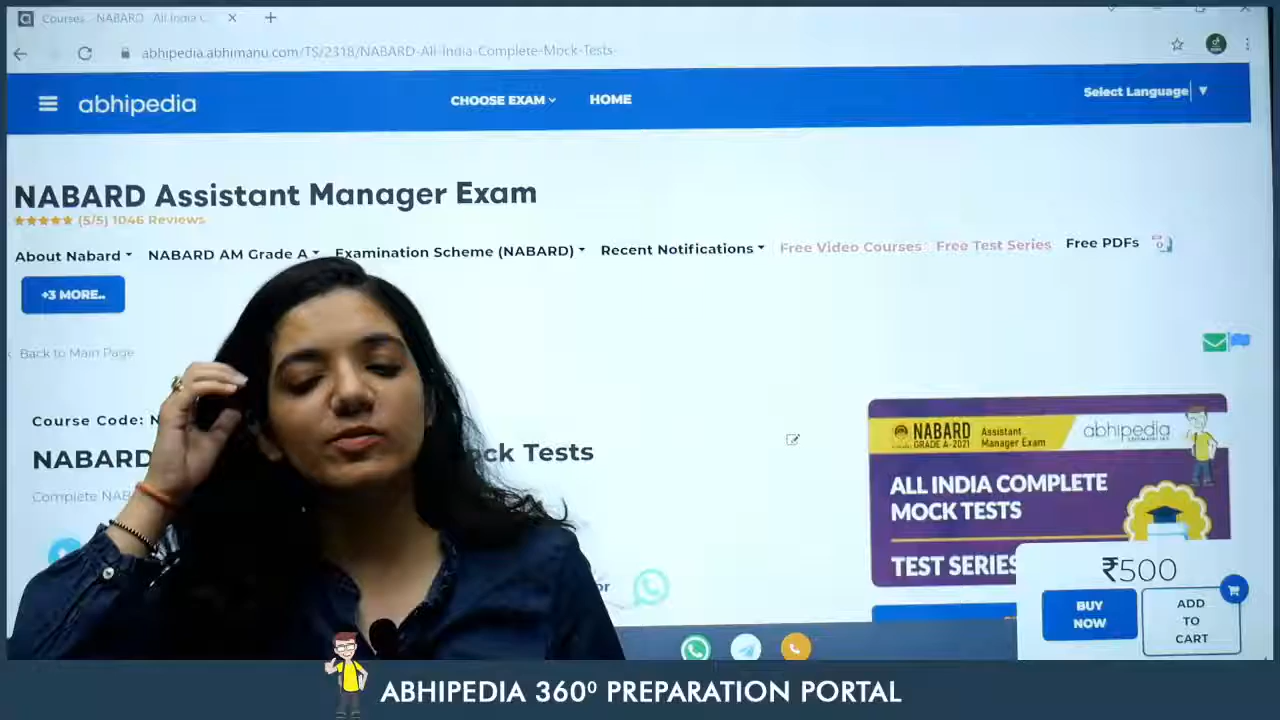 Courses - NABARD - All India C
abhipedia.abhimanu.com/TS/2318/NABARD-All-India-Complete-Mock-Tests-
abhipedia
CHOOSE EXAM
HOME
Select Language
NABARD Assistant Manager Exam
(5/5) 1046 Reviews
About Nabard
NABARD AM Grade A
Examination Scheme (NABARD)
Recent Notifications
Free Video Courses
Free Test Series
Free PDFs
+3 MORE..
Back to Main Page
Course Code: N
NABARD ock Tests
Complete NAB
or
NABARD
GRADE A-2021
Assistant
Manager Exam
abhipedia
ALL INDIA COMPLETE
MOCK TESTS
TEST SERIES
₹500
BUY
NOW
ADD
TO
CART
ABHIPEDIA 360⁰ PREPARATION PORTAL